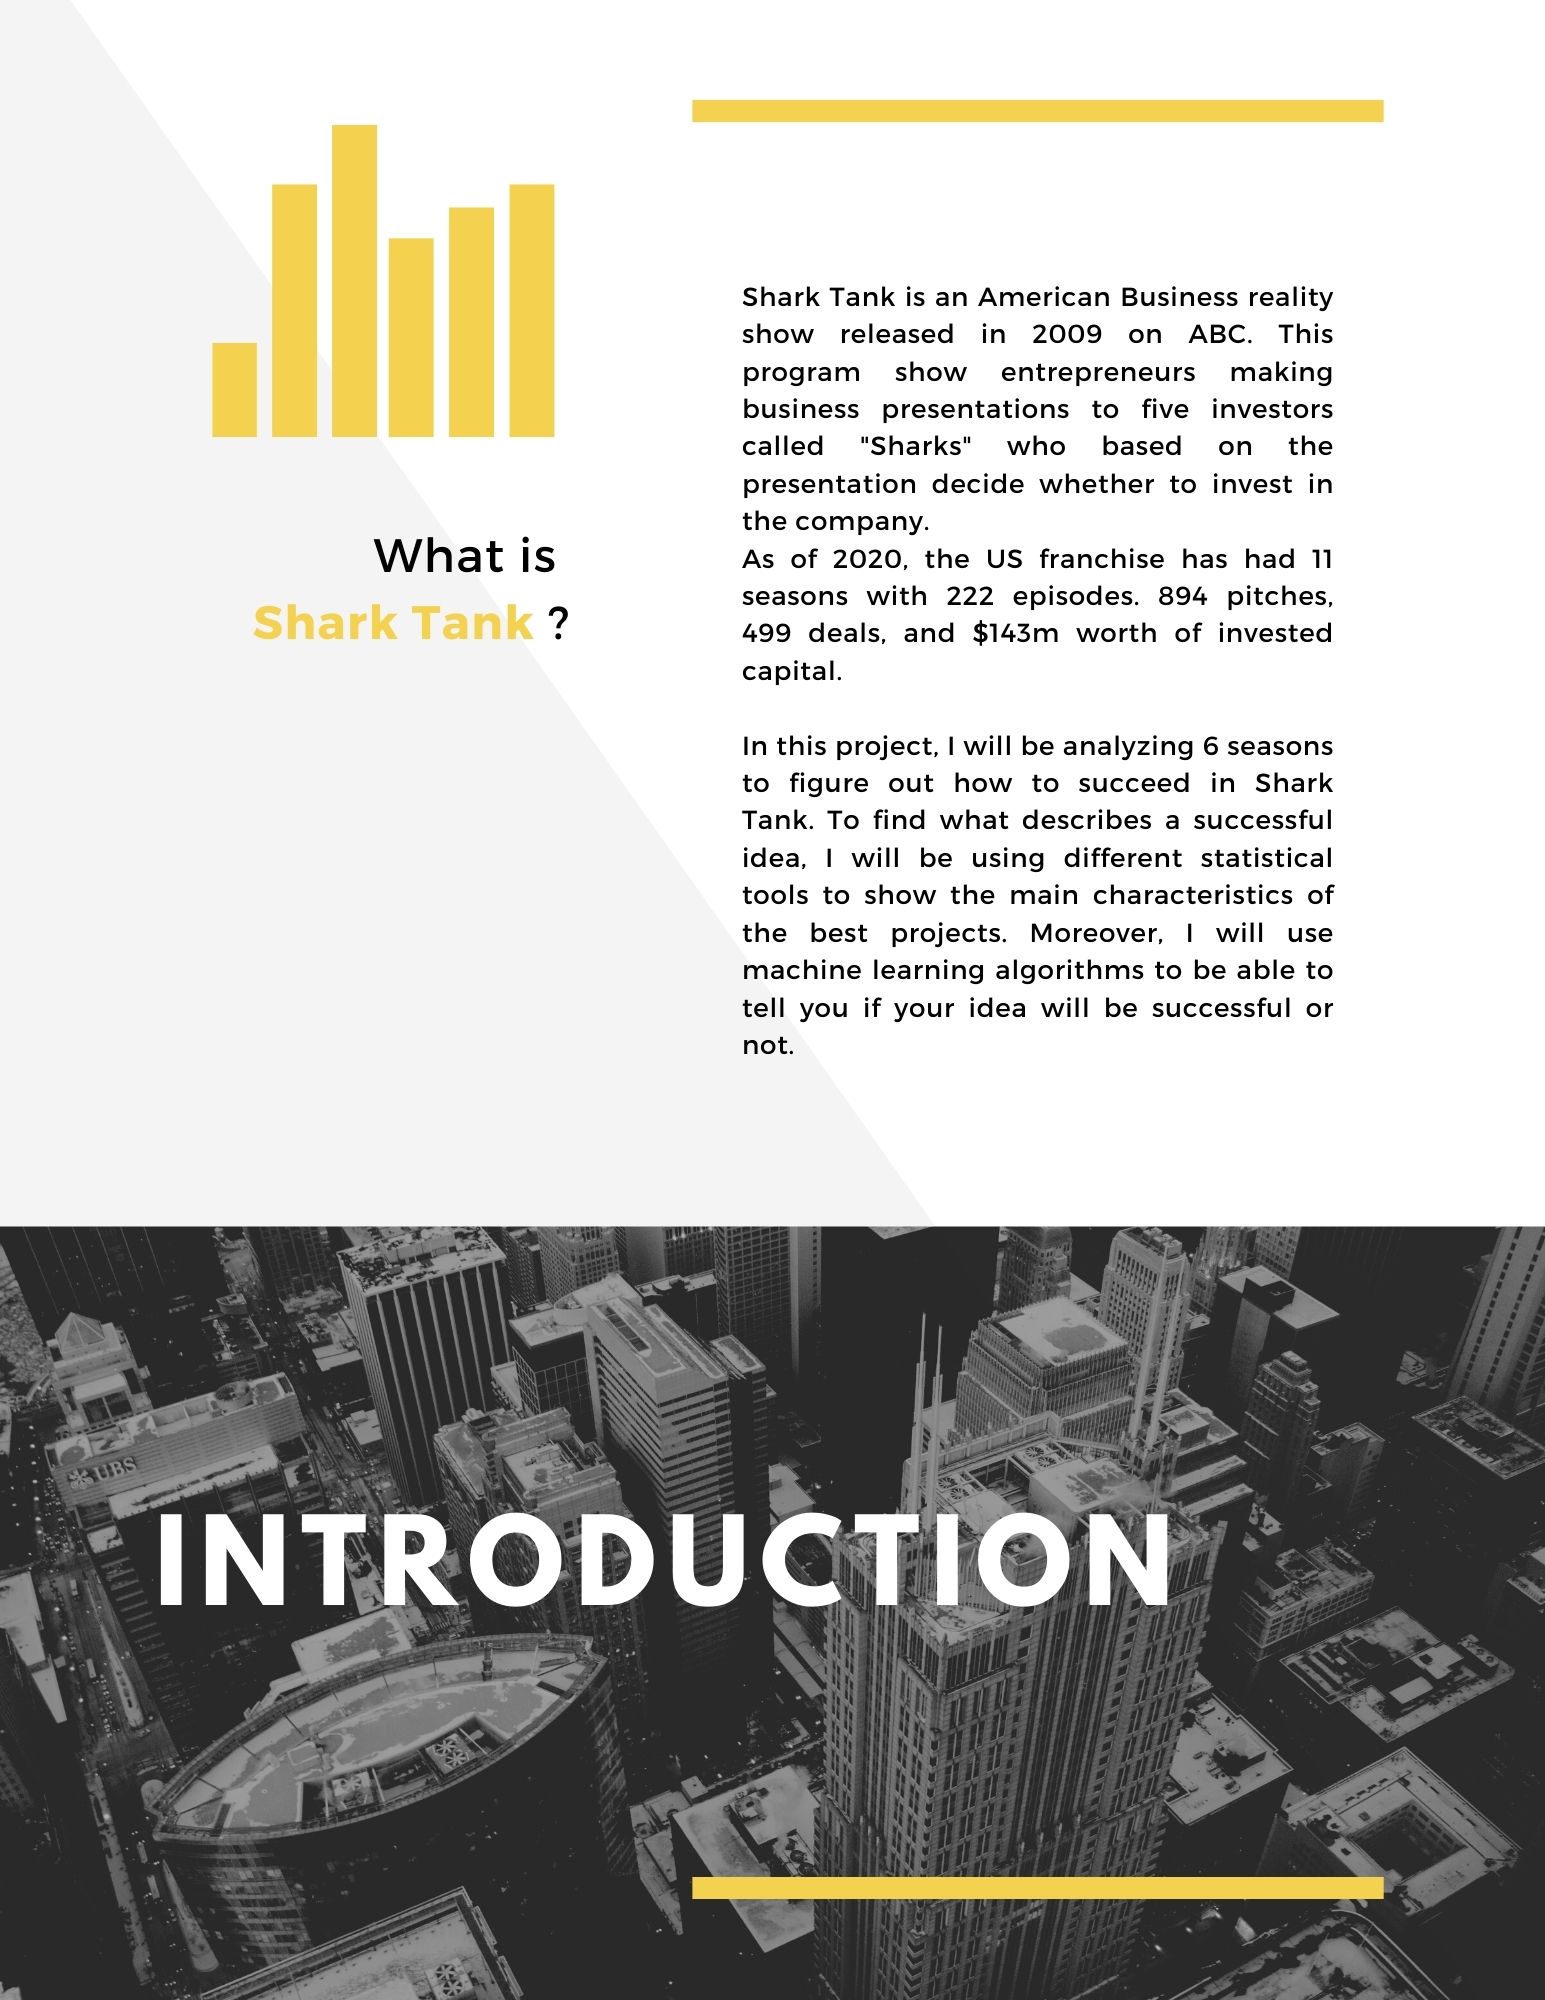 What is
Shark Tank ?
Shark Tank is an American Business reality
show released in 2009 on ABC. This
program show entrepreneurs making
business presentations to five investors
called "Sharks" who based on the
presentation decide whether to invest in
the company.
As of 2020, the US franchise has had 11
seasons with 222 episodes. 894 pitches,
499 deals, and $143m worth of invested
capital.
In this project, I will be analyzing 6 seasons
to figure out how to succeed in Shark
Tank. To find what describes a successful
idea, I will be using different statistical
tools to show the main characteristics of
the best projects. Moreover, I will use
machine learning algorithms to be able to
tell you if your idea will be successful or
not.
UBS
INTRODUCTION